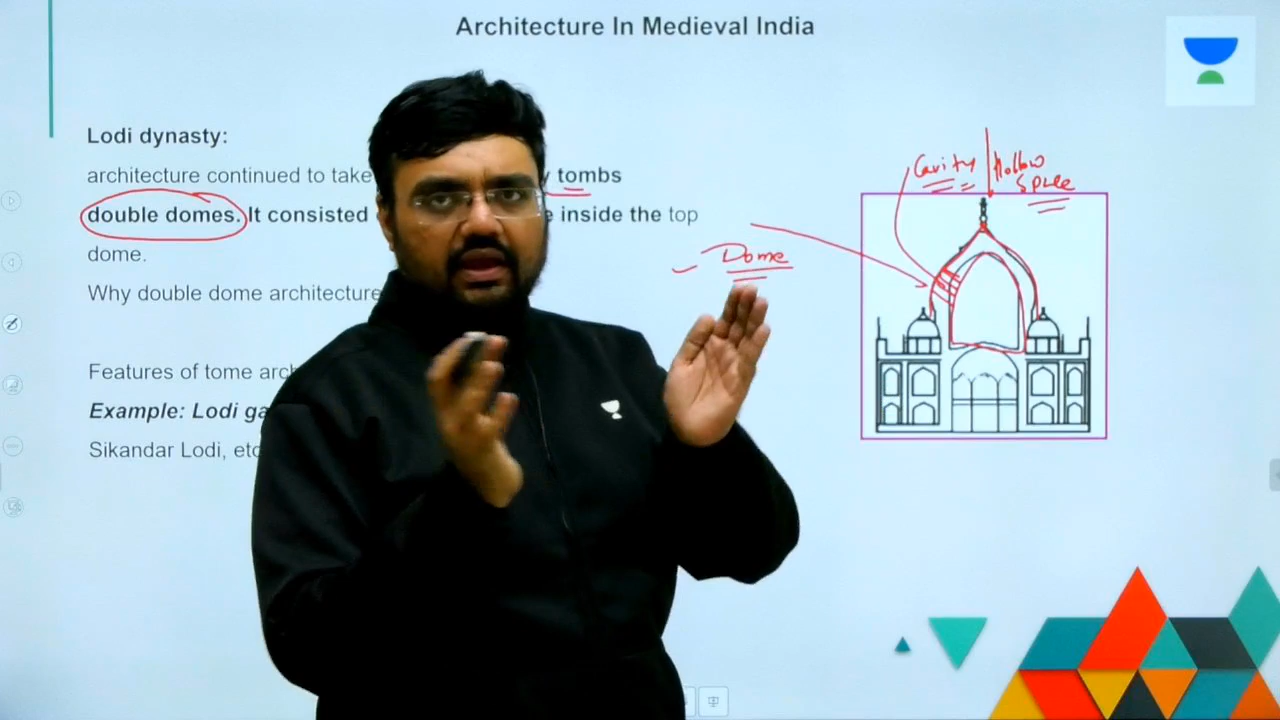 Architecture In Medieval India
Lodi dynasty:
architecture continued to take tombs
double domes. It consisted inside the top
dome.
Why double dome architecture
Features of tome arc
Example: Lodi ga
Sikandar Lodi, etc
Dome
Cavity Hollow
Space